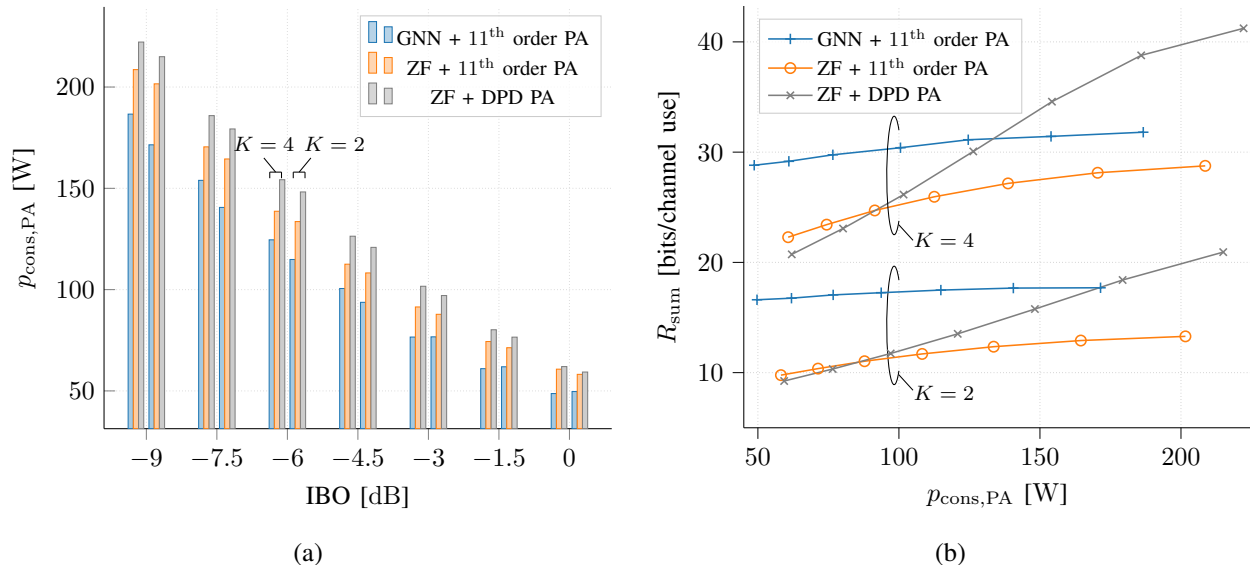 GNN + 11th order PA
ZF + 11th order PA
ZF + DPD PA
K = 4
K = 2
200
150
100
50
pcons,PA [W]
−9
−7.5
−6
−4.5
−3
−1.5
0
IBO [dB]
(a)
GNN + 11th order PA
ZF + 11th order PA
ZF + DPD PA
K = 4
K = 2
40
30
20
10
Rsum [bits/channel use]
50
100
150
200
pcons,PA [W]
(b)